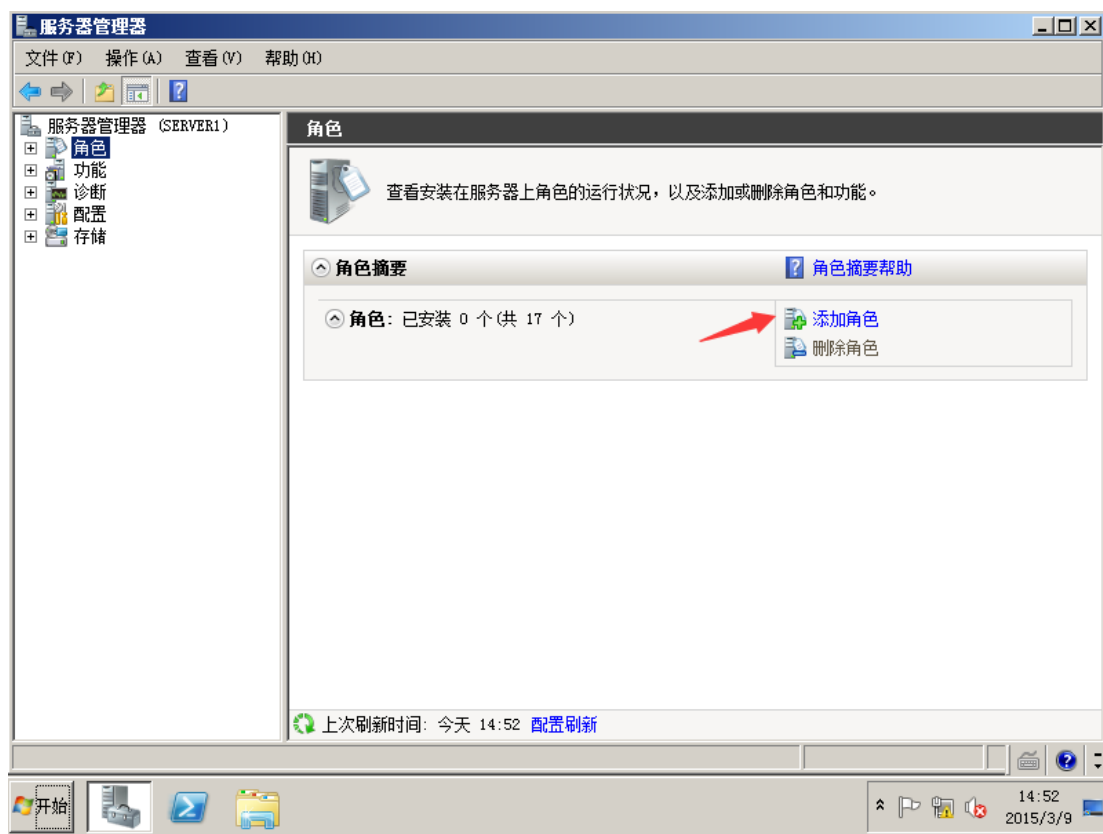 服务器管理器
文件(F) 操作(A) 查看(V) 帮助(H)
服务器管理器 (SERVER1)
角色
功能
诊断
配置
存储
角色
查看安装在服务器上角色的运行状况，以及添加或删除角色和功能。
角色摘要
角色摘要帮助
角色: 已安装 0 个(共 17 个)
添加角色
删除角色
上次刷新时间: 今天 14:52 配置刷新
开始
14:52
2015/3/9